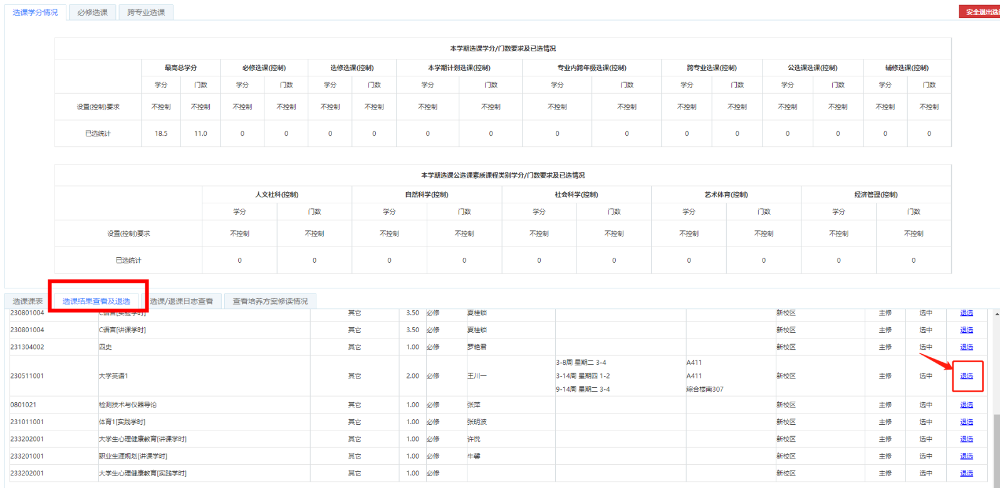 选课学分情况 必修选课 跨专业选课 安全退出选
本学期选课学分/门数要求及已选情况
最高总学分 必修选课(控制) 选修选课(控制) 本学期计划选课(控制) 专业内跨年级选课(控制) 跨专业选课(控制) 公选课选课(控制) 辅修选课(控制)
学分 门数 学分 门数 学分 门数 学分 门数 学分 门数 学分 门数 学分 门数 学分 门数
设置(控制)要求 不控制 不控制 不控制 不控制 不控制 不控制 不控制 不控制 不控制 不控制 不控制 不控制 不控制 不控制 不控制 不控制
已选统计 18.5 11.0 0 0 0 0 0 0 0 0 0 0 0 0 0 0
本学期选课公选课素质课程类别学分/门数要求及已选情况
人文社科(控制) 自然科学(控制) 社会科学(控制) 艺术体育(控制) 经济管理(控制)
学分 门数 学分 门数 学分 门数 学分 门数 学分 门数
设置(控制)要求 不控制 不控制 不控制 不控制 不控制 不控制 不控制 不控制 不控制 不控制
已选统计 0 0 0 0 0 0 0 0 0 0
选课课表 选课结果查看及退选 选课/退课日志查看 查看培养方案修读情况
230801004 C语言[实验学时] 其它 3.50 必修 夏桂锁 新校区 主修 选中 退选
230801004 C语言[讲课学时] 其它 3.50 必修 夏桂锁 新校区 主修 选中 退选
231304002 四史 其它 1.00 必修 罗艳君 新校区 主修 选中 退选
3-8周 星期二 3-4 A411
230511001 大学英语1 其它 2.00 必修 王川一 3-14周 星期四 1-2 A411 新校区 主修 选中 退选
9-14周 星期二 3-4 综合楼南307
0801021 检测技术与仪器导论 其它 1.00 必修 张萍 新校区 主修 选中 退选
231011001 体育1[实践学时] 其它 1.00 必修 张明波 新校区 主修 选中 退选
233202001 大学生心理健康教育[讲课学时] 其它 1.00 必修 许悦 新校区 主修 选中 退选
233201001 职业生涯规划[讲课学时] 其它 1.00 必修 牛馨 新校区 主修 选中 退选
233202001 大学生心理健康教育[实践学时] 其它 1.00 必修 新校区 主修 选中 退选